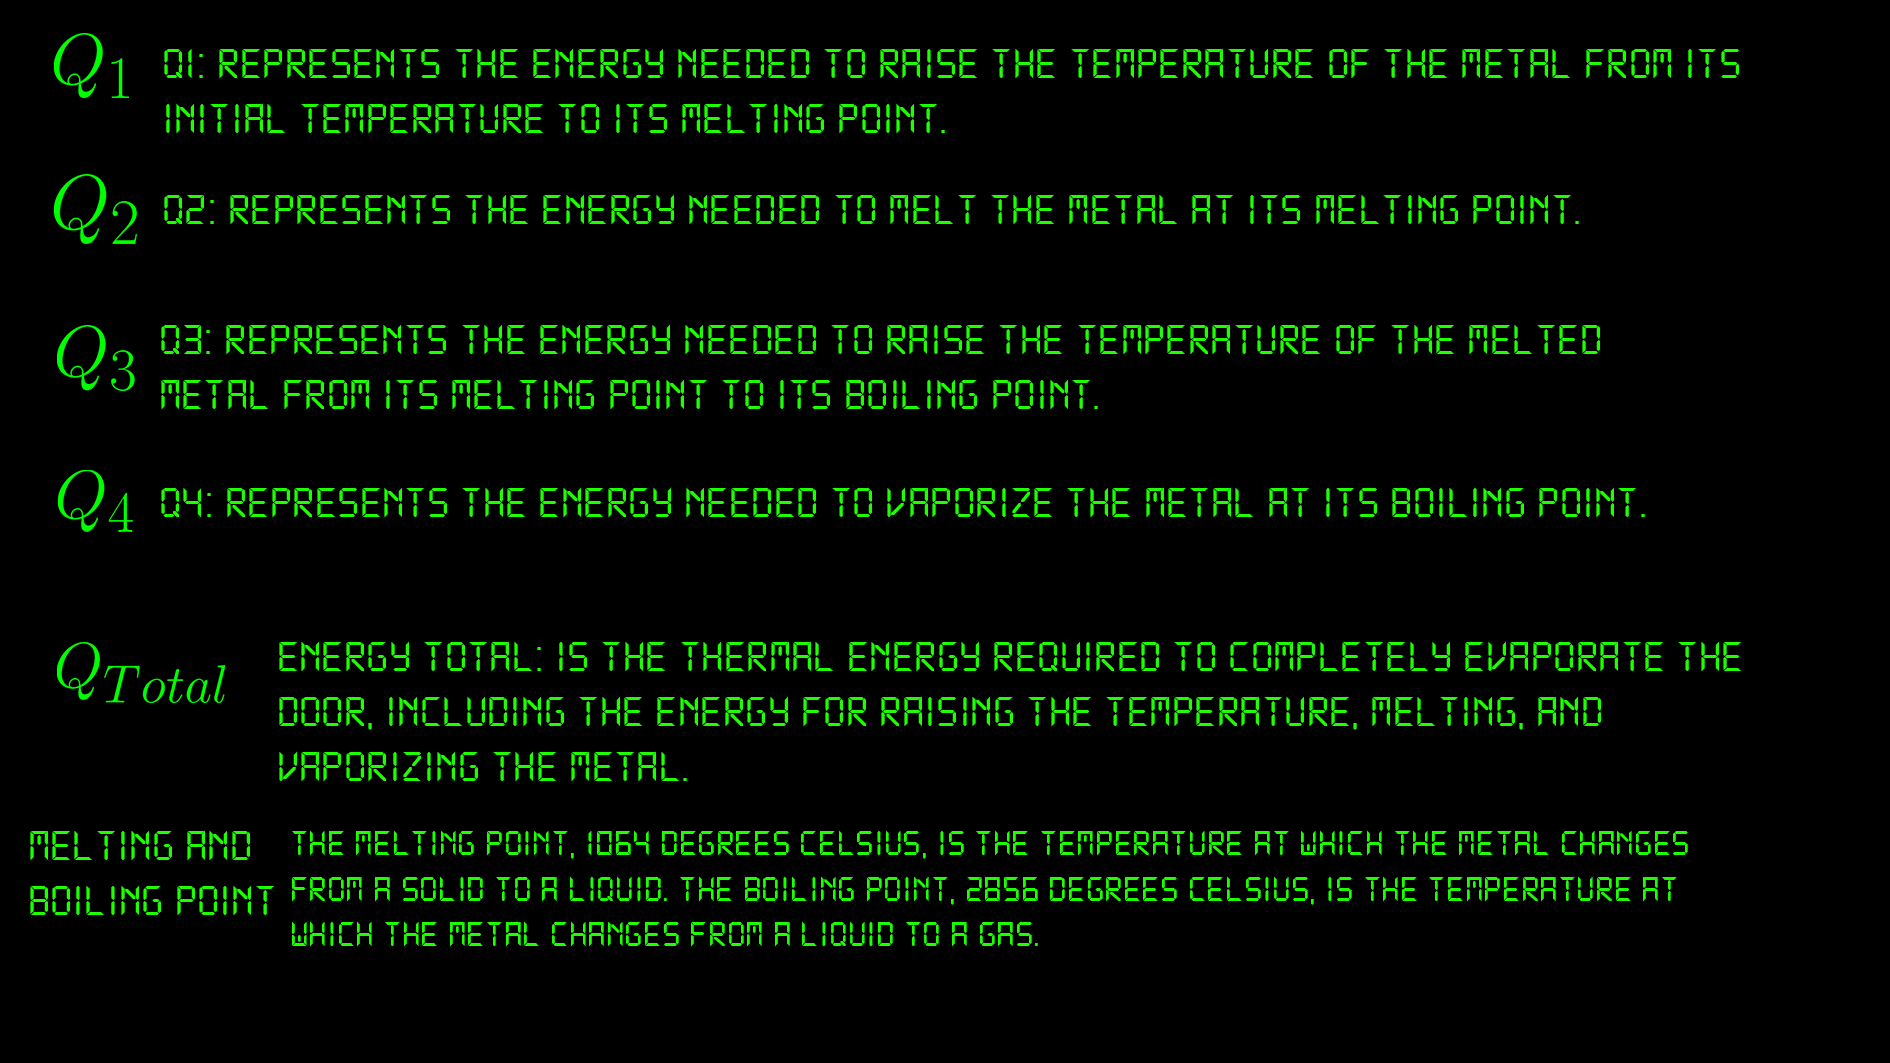 Q1 Q1: REPRESENTS THE ENERGY NEEDED TO RAISE THE TEMPERATURE OF THE METAL FROM ITS
INITIAL TEMPERATURE TO ITS MELTING POINT.
Q2 Q2: REPRESENTS THE ENERGY NEEDED TO MELT THE METAL AT ITS MELTING POINT.
Q3 Q3: REPRESENTS THE ENERGY NEEDED TO RAISE THE TEMPERATURE OF THE MELTED
METAL FROM ITS MELTING POINT TO ITS BOILING POINT.
Q4 Q4: REPRESENTS THE ENERGY NEEDED TO VAPORIZE THE METAL AT ITS BOILING POINT.
QTotal ENERGY TOTAL: IS THE THERMAL ENERGY REQUIRED TO COMPLETELY EVAPORATE THE
DOOR, INCLUDING THE ENERGY FOR RAISING THE TEMPERATURE, MELTING, AND
VAPORIZING THE METAL.
MELTING AND
BOILING POINT
THE MELTING POINT, 1064 DEGREES CELSIUS, IS THE TEMPERATURE AT WHICH THE METAL CHANGES
FROM A SOLID TO A LIQUID. THE BOILING POINT, 2856 DEGREES CELSIUS, IS THE TEMPERATURE AT
WHICH THE METAL CHANGES FROM A LIQUID TO A GAS.